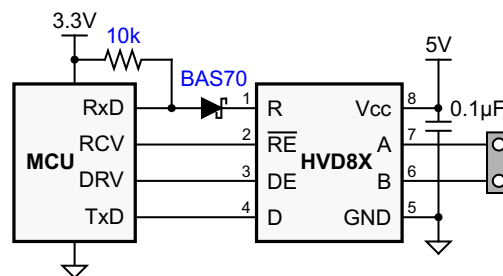 3.3V
10k
5V
BAS70
RxD 1 R Vcc 8 0.1µF
RCV 2 RE A 7
MCU HVD8X
DRV 3 DE B 6
TxD 4 D GND 5